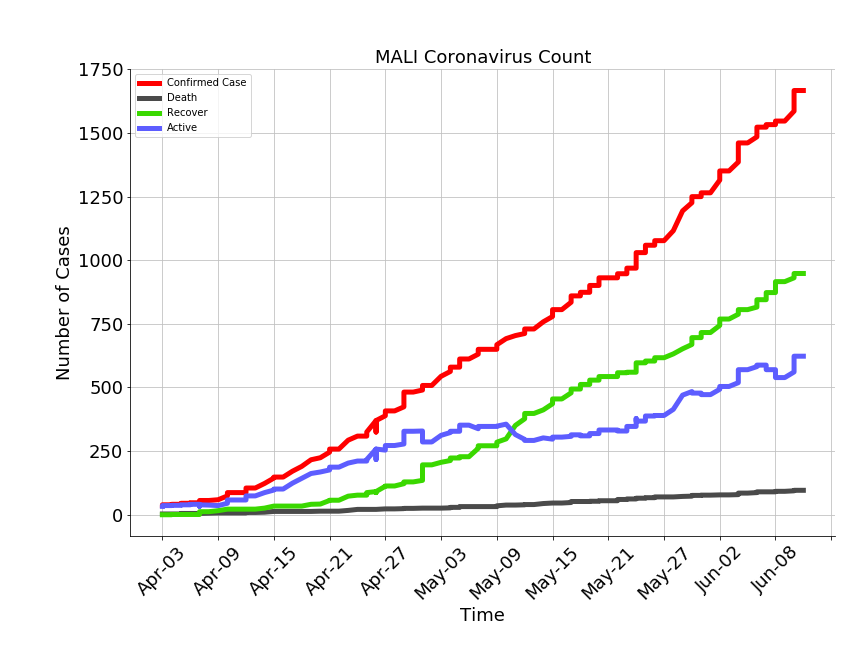 MALI Coronavirus Count
1750
1500
1250
1000
750
500
250
0
Number of Cases
Confirmed Case
Death
Recover
Active
Apr-03
Apr-09
Apr-15
Apr-21
Apr-27
May-03
May-09
May-15
May-21
May-27
Jun-02
Jun-08
Time